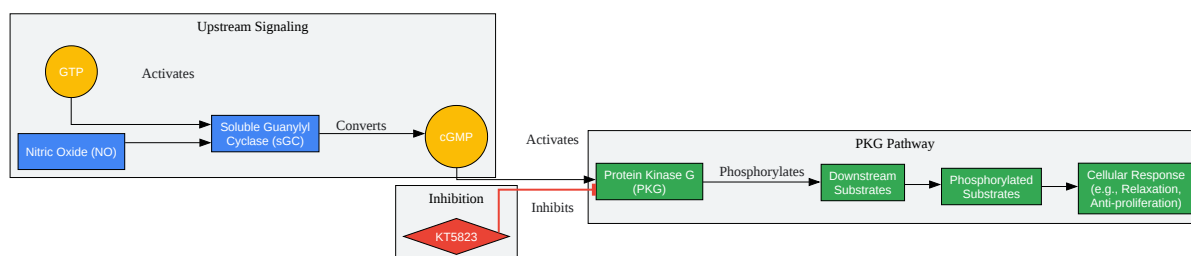 Upstream Signaling
GTP
Activates
Nitric Oxide (NO)
Soluble Guanylyl
Cyclase (sGC)
Converts
cGMP
Activates
Inhibition
KT5823
Inhibits
PKG Pathway
Protein Kinase G
(PKG)
Phosphorylates
Downstream
Substrates
Phosphorylated
Substrates
Cellular Response
(e.g., Relaxation,
Anti-proliferation)